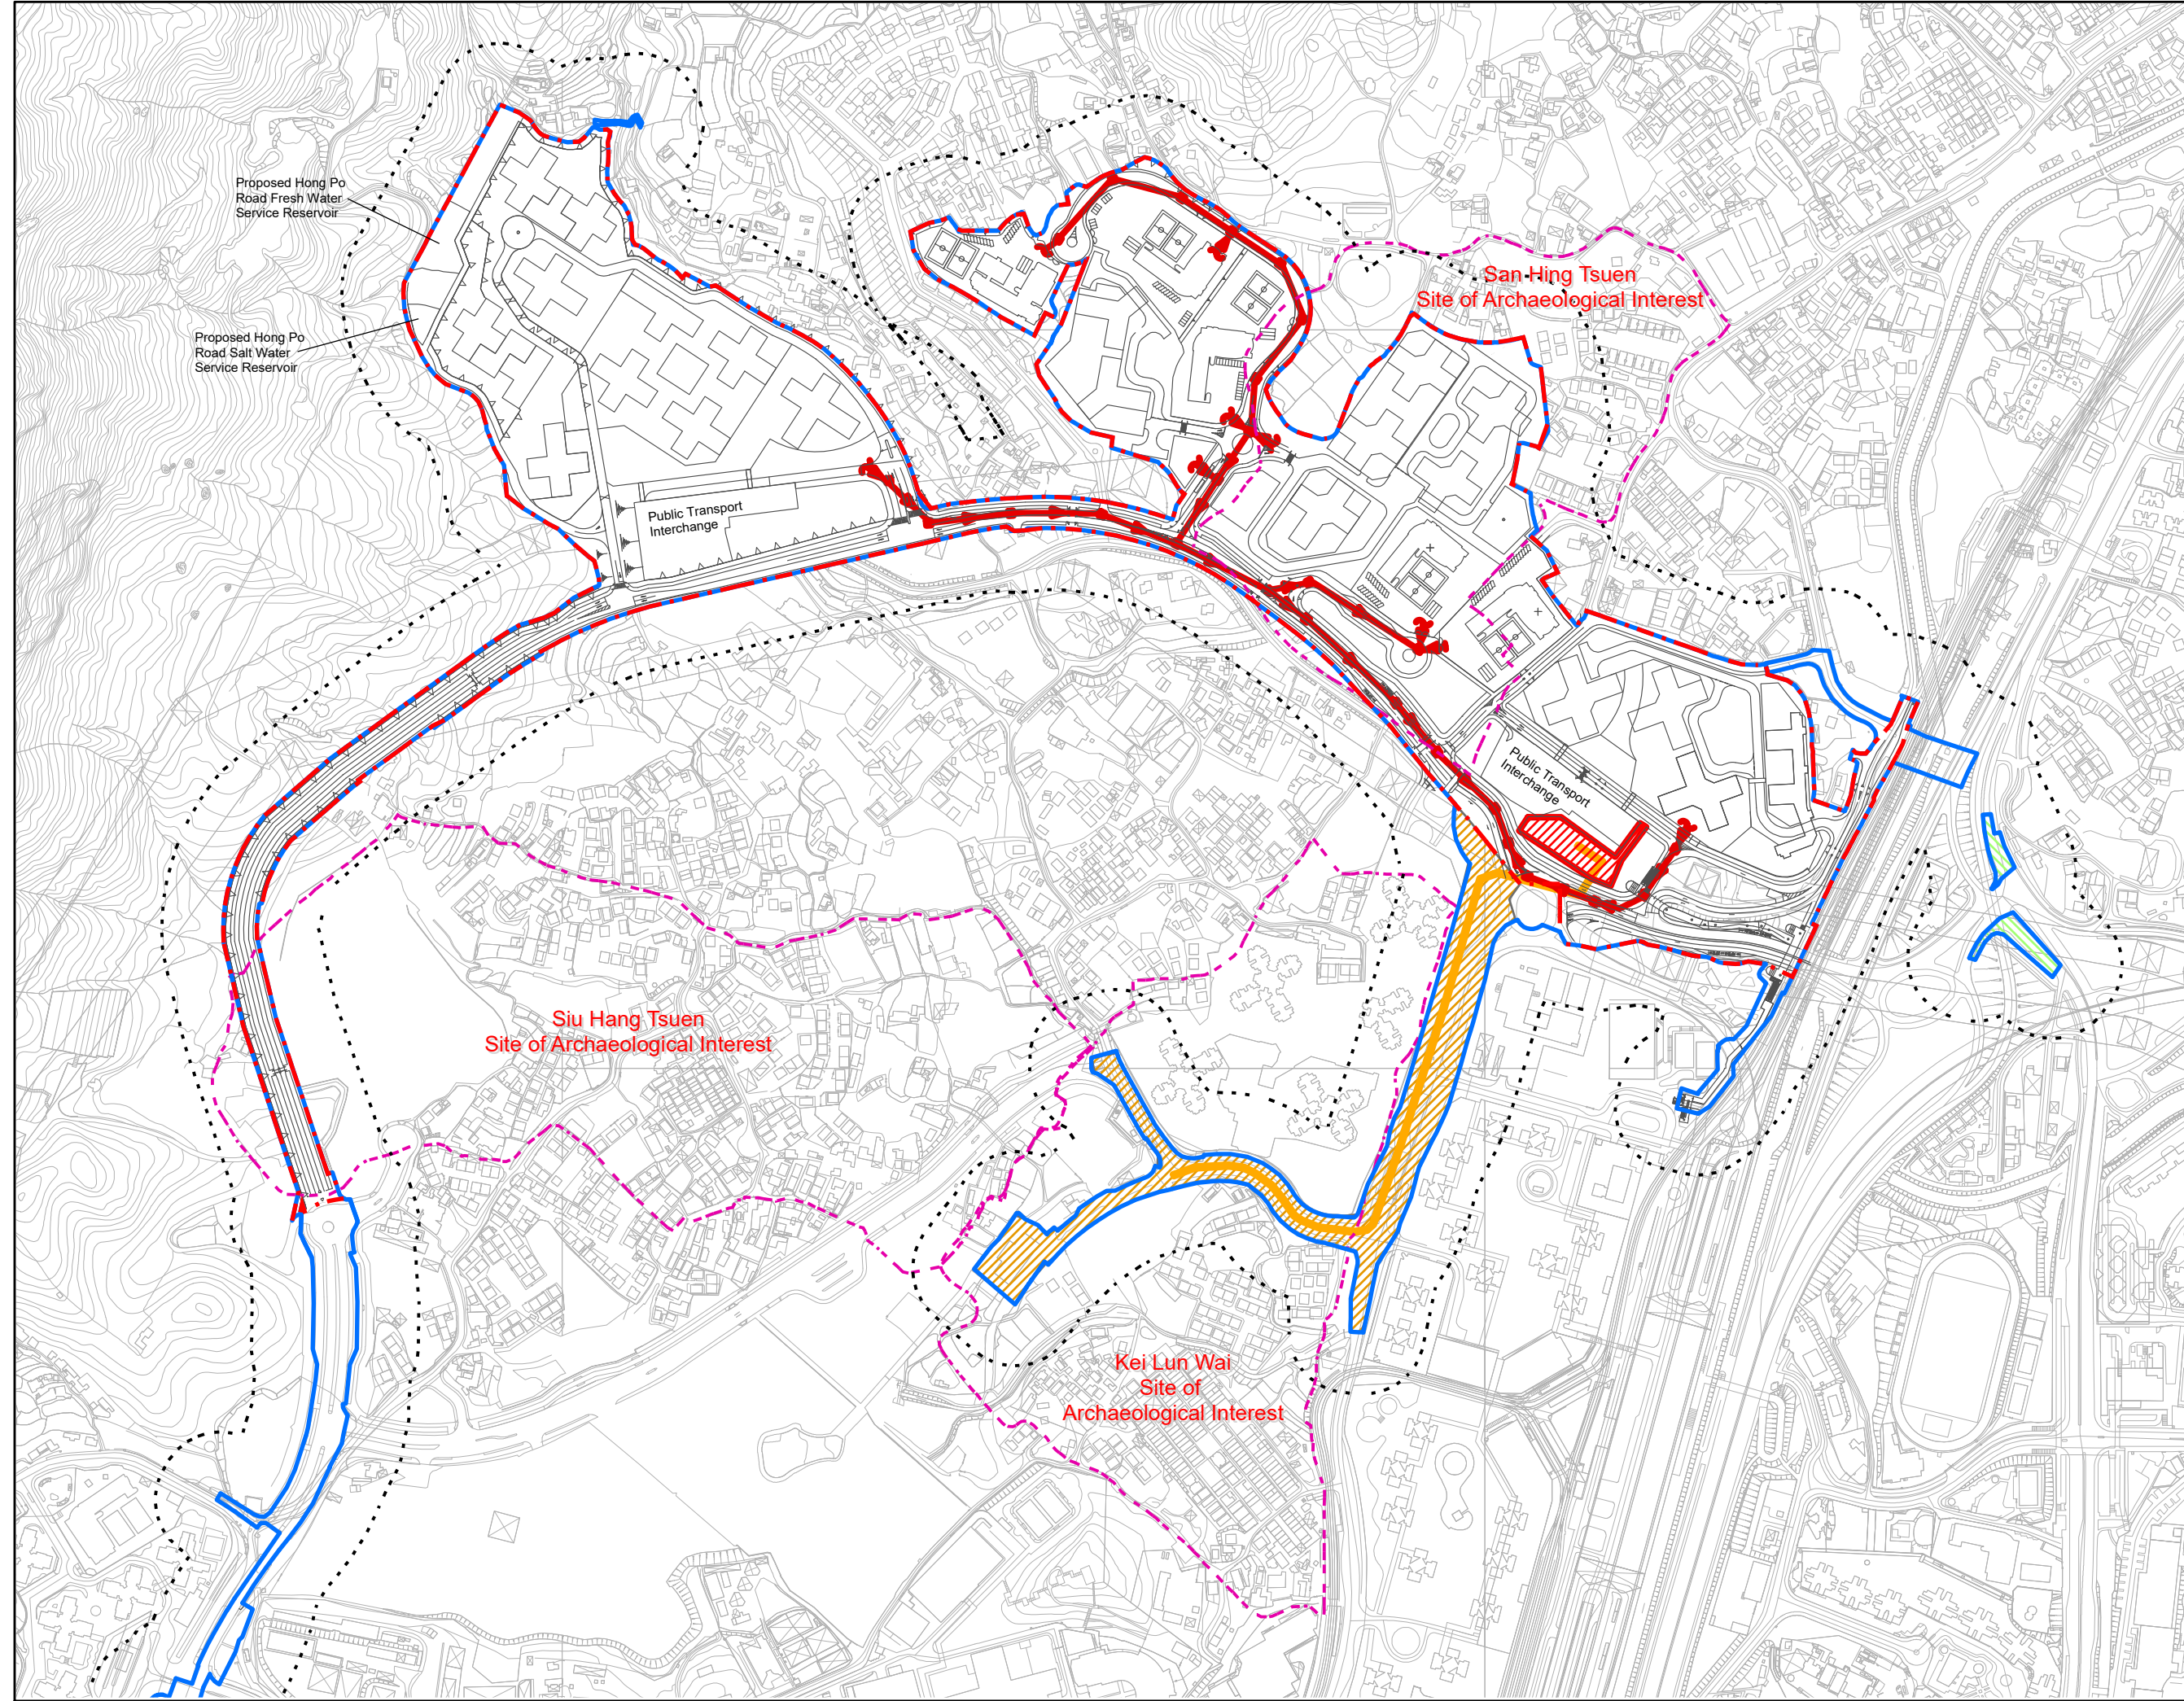 Proposed Hong Po
Road Fresh Water
Service Reservoir
San Hing Tsuen
Site of Archaeological Interest
Proposed Hong Po
Road Salt Water
Service Reservoir
Public Transport
Interchange
Public Transport
Interchange
Siu Hang Tsuen
Site of Archaeological Interest
Kei Lun Wai
Site of
Archaeological Interest